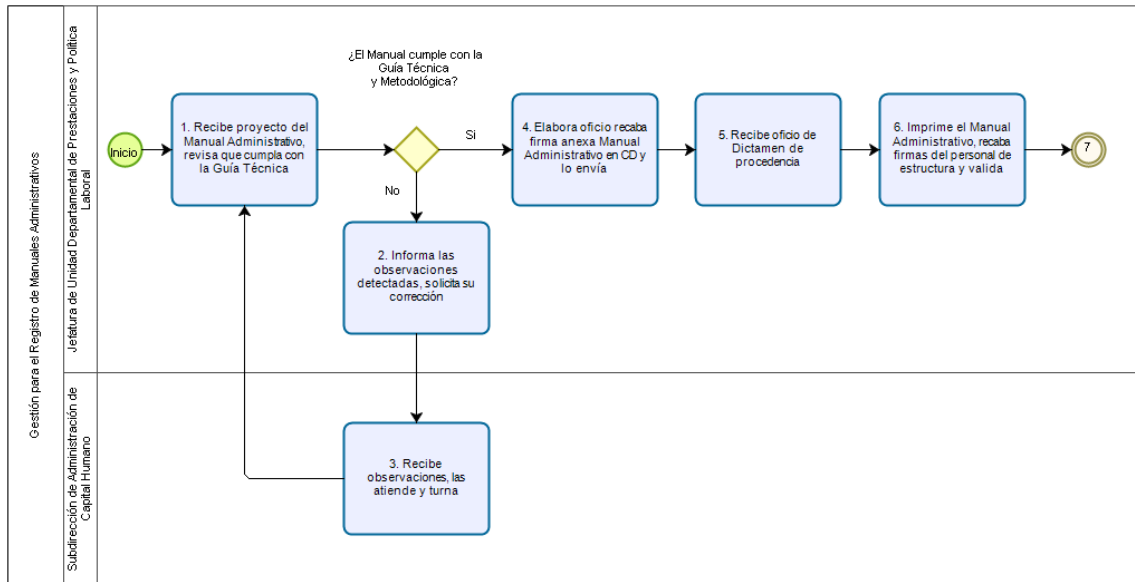 Gestión para el Registro de Manuales Administrativos
Jefatura de Unidad Departamental de Prestaciones y Política
Laboral
¿El Manual cumple con la
Guía Técnica
y Metodológica?
Inicio
1. Recibe proyecto del
Manual Administrativo,
revisa que cumpla con
la Guía Técnica
Si
No
4. Elabora oficio recaba
firma anexa Manual
Administrativo en CD y
lo envía
5. Recibe oficio de
Dictamen de
procedencia
6. Imprime el Manual
Administrativo, recaba
firmas del personal de
estructura y valida
7
2. Informa las
observaciones
detectadas, solicita su
corrección
Subdirección de Administración de
Capital Humano
3. Recibe
observaciones, las
atiende y turna